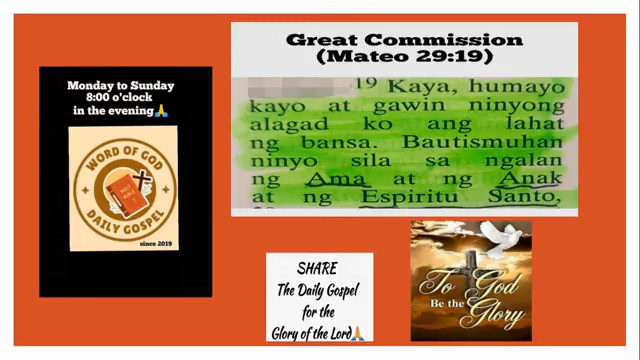 Great Commission
(Mateo 29:19)
Monday to Sunday
8:00 o'clock
in the evening🙏
WORD OF GOD
HOLY BIBLE
DAILY GOSPEL
since 2019
19 Kaya, humayo
kayo at gawin ninyong
alagad ko ang lahat
ng bansa. Bautismuhan
ninyo sila sa ngalan
ng Ama at ng Anak
at ng Espiritu Santo,
SHARE
The Daily Gospel
for the
Glory of the Lord🙏
To God
Be the
Glory